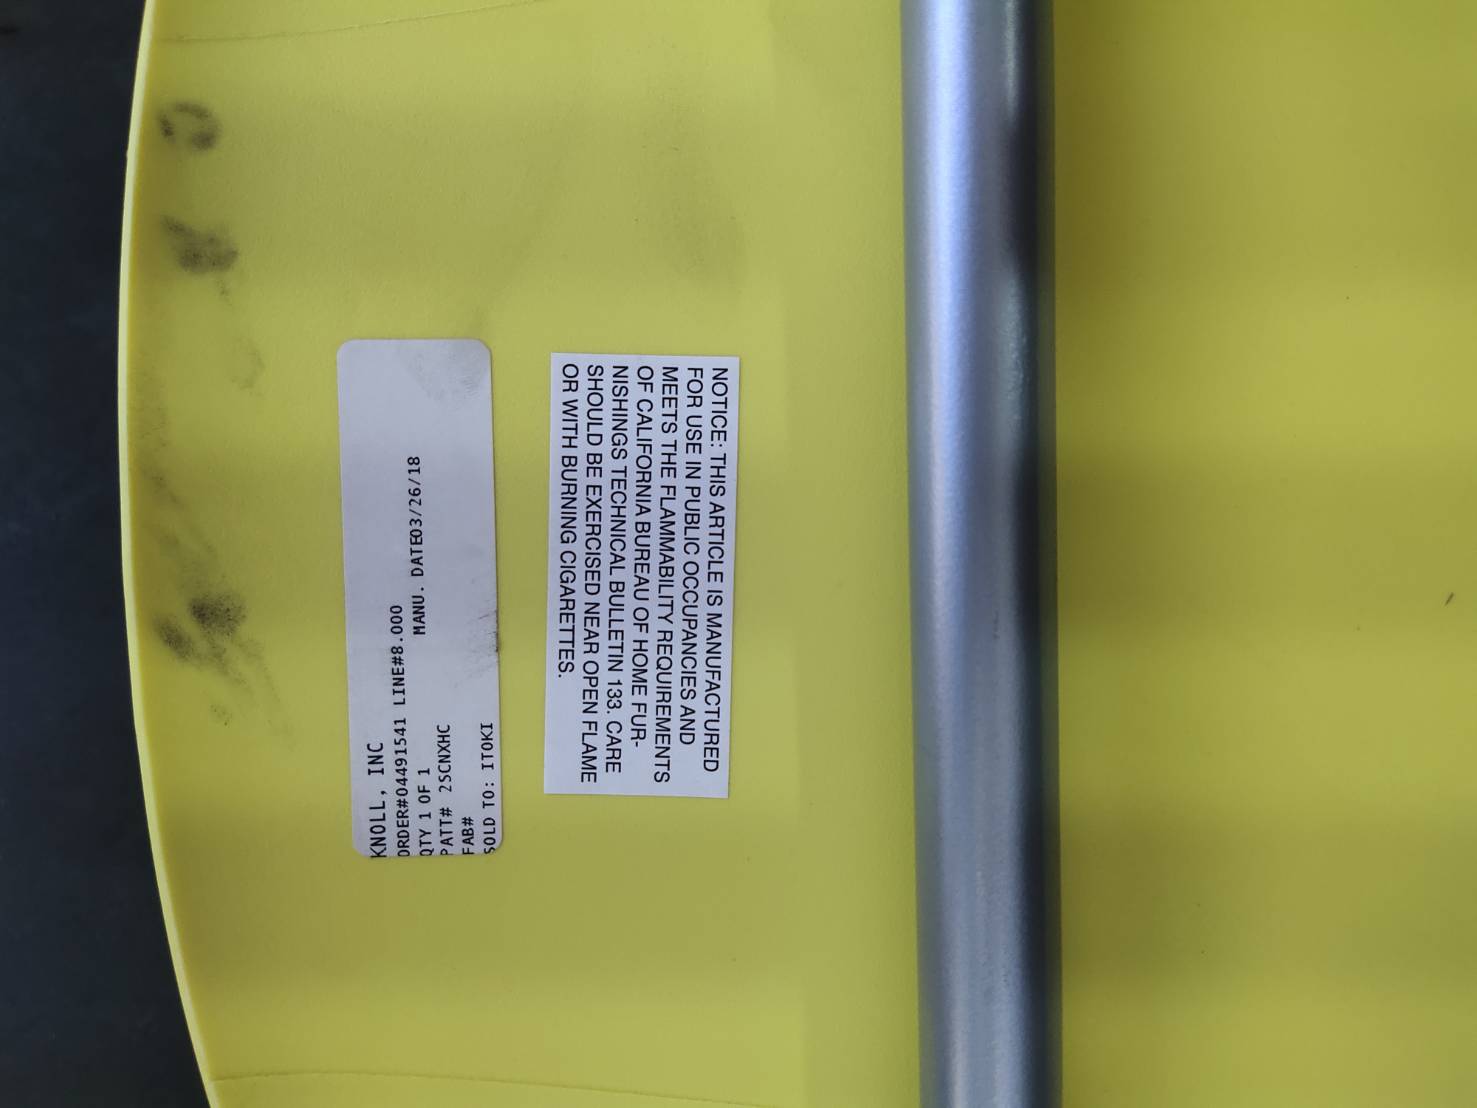 KNOLL, INC
ORDER#04491541 LINE#8.000
QTY 1 OF 1 MANU. DATE03/26/18
PATT# 2SCNXHC
FAB#
SOLD TO: ITOKI
NOTICE: THIS ARTICLE IS MANUFACTURED
FOR USE IN PUBLIC OCCUPANCIES AND
MEETS THE FLAMMABILITY REQUIREMENTS
OF CALIFORNIA BUREAU OF HOME FUR-
NISHINGS TECHNICAL BULLETIN 133. CARE
SHOULD BE EXERCISED NEAR OPEN FLAME
OR WITH BURNING CIGARETTES.